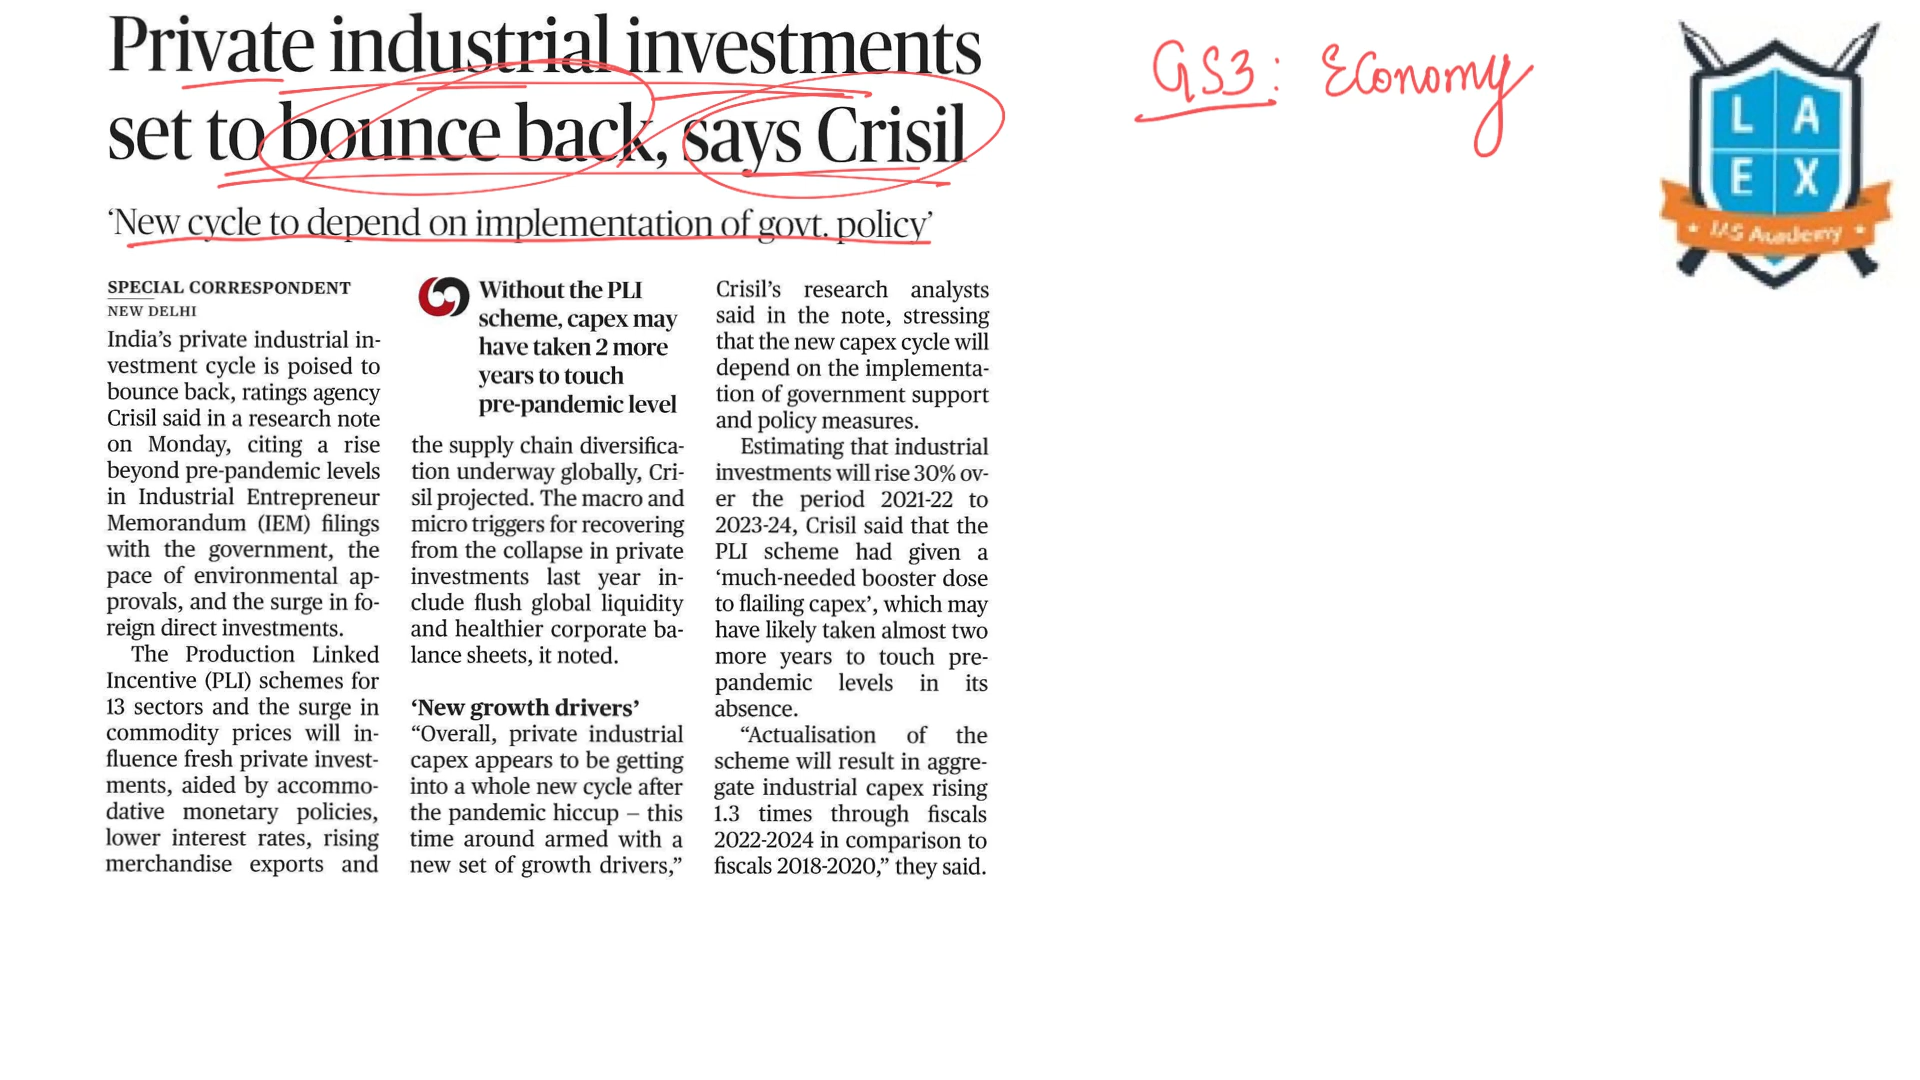 Private industrial investments
set to bounce back, says Crisil
‘New cycle to depend on implementation of govt. policy’
SPECIAL CORRESPONDENT
NEW DELHI
India’s private industrial in-
vestment cycle is poised to
bounce back, ratings agency
Crisil said in a research note
on Monday, citing a rise
beyond pre-pandemic levels
in Industrial Entrepreneur
Memorandum (IEM) filings
with the government, the
pace of environmental ap-
provals, and the surge in fo-
reign direct investments.
The Production Linked
Incentive (PLI) schemes for
13 sectors and the surge in
commodity prices will in-
fluence fresh private invest-
ments, aided by accommo-
dative monetary policies,
lower interest rates, rising
merchandise exports and
Without the PLI
scheme, capex may
have taken 2 more
years to touch
pre-pandemic level
the supply chain diversifica-
tion underway globally, Cri-
sil projected. The macro and
micro triggers for recovering
from the collapse in private
investments last year in-
clude flush global liquidity
and healthier corporate ba-
lance sheets, it noted.
‘New growth drivers’
“Overall, private industrial
capex appears to be getting
into a whole new cycle after
the pandemic hiccup – this
time around armed with a
new set of growth drivers,”
Crisil’s research analysts
said in the note, stressing
that the new capex cycle will
depend on the implementa-
tion of government support
and policy measures.
Estimating that industrial
investments will rise 30% ov-
er the period 2021-22 to
2023-24, Crisil said that the
PLI scheme had given a
‘much-needed booster dose
to flailing capex’, which may
have likely taken almost two
more years to touch pre-
pandemic levels in its
absence.
“Actualisation of the
scheme will result in aggre-
gate industrial capex rising
1.3 times through fiscals
2022-2024 in comparison to
fiscals 2018-2020,” they said.
GS3: Economy
L A
E X
IAS Academy